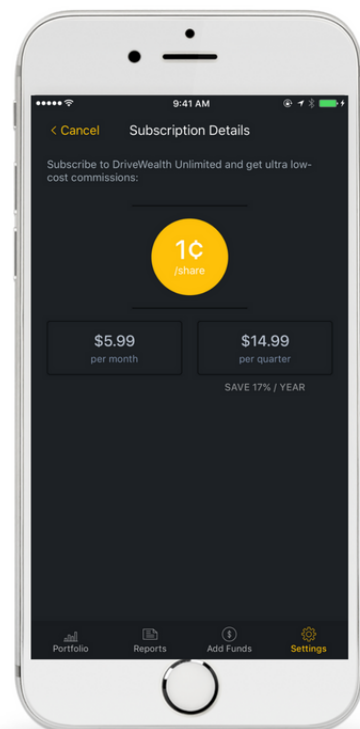 9:41 AM
< Cancel Subscription Details
Subscribe to DriveWealth Unlimited and get ultra low-
cost commissions:
1¢
/share
$5.99 $14.99
per month per quarter
SAVE 17% / YEAR
Portfolio Reports Add Funds Settings